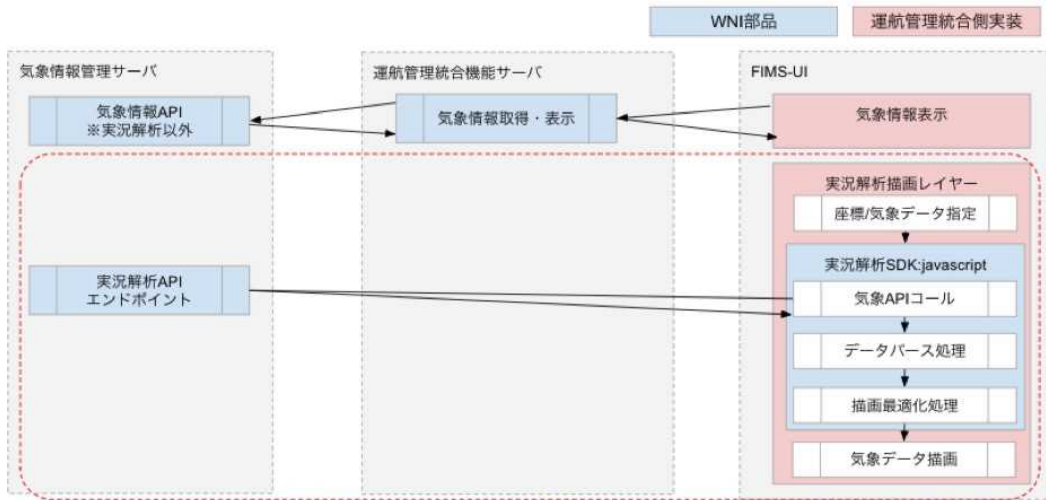 WNI部品
運航管理統合側実装
気象情報管理サーバ
運航管理統合機能サーバ
FIMS-UI
気象情報API
※実況解析以外
気象情報取得・表示
気象情報表示
実況解析描画レイヤー
座標/気象データ指定
実況解析API
エンドポイント
実況解析SDK:javascript
気象APIコール
データパース処理
描画最適化処理
気象データ描画